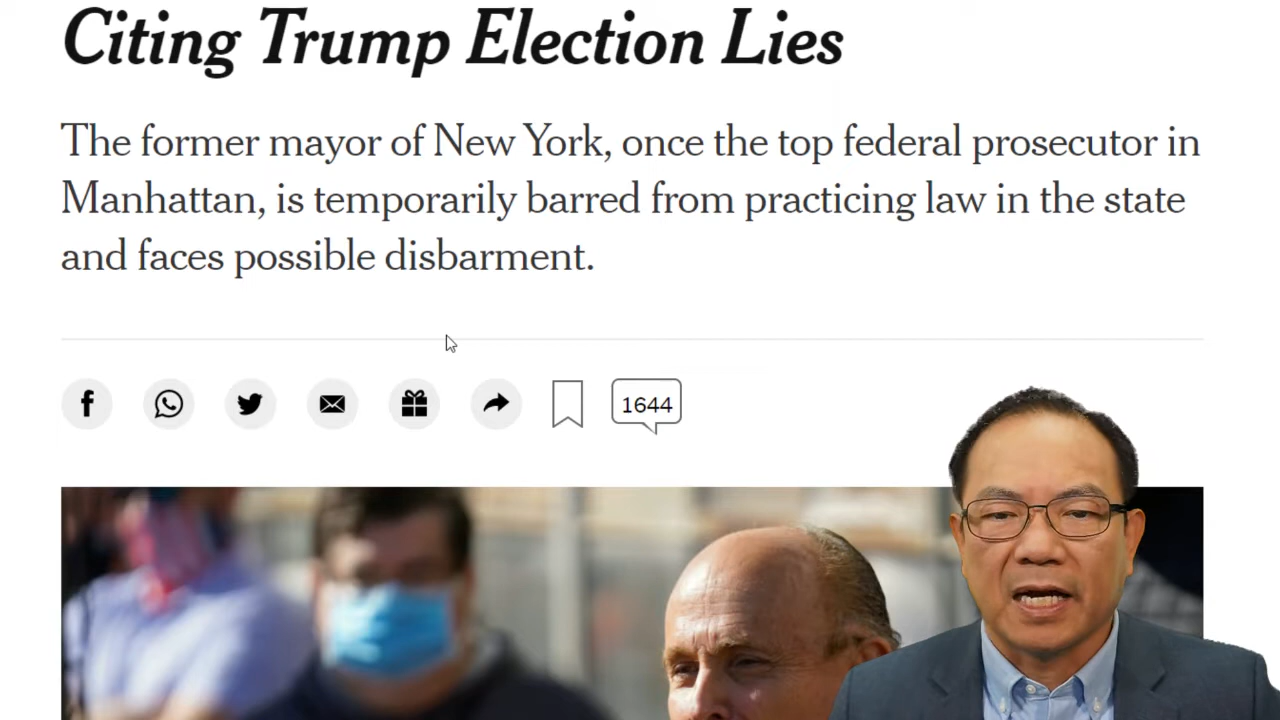 Citing Trump Election Lies
The former mayor of New York, once the top federal prosecutor in
Manhattan, is temporarily barred from practicing law in the state
and faces possible disbarment.
f
1644